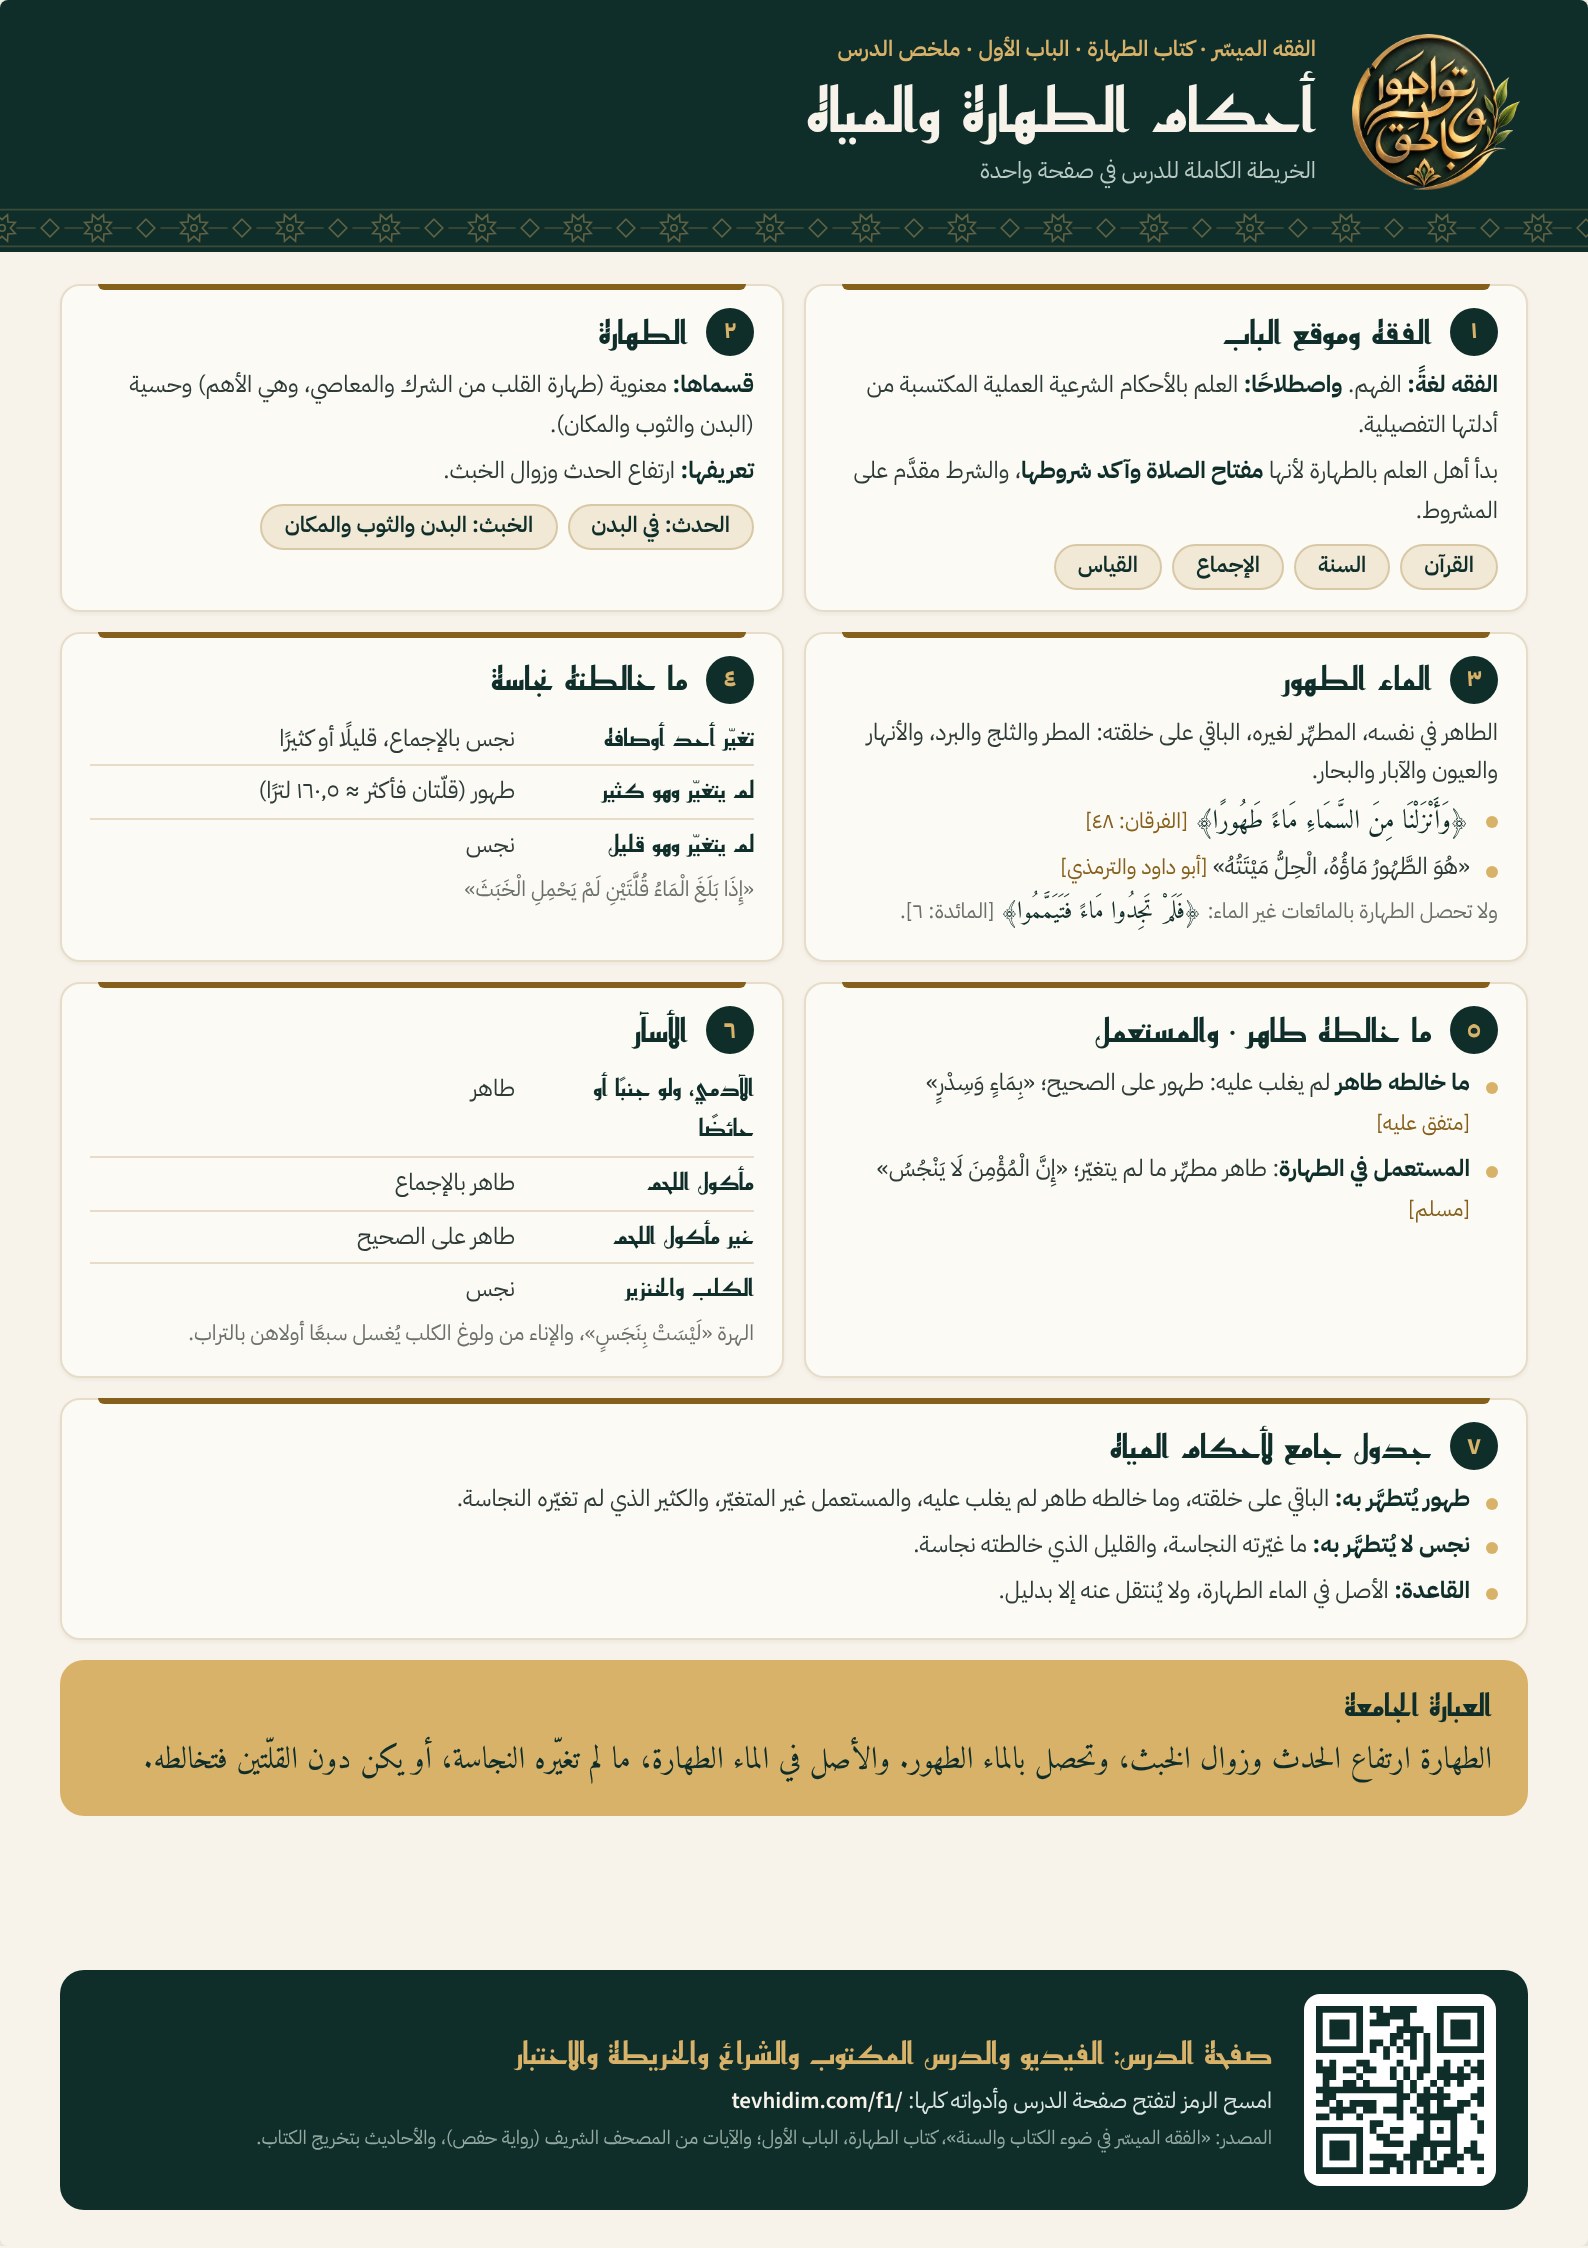 تواصوا بالحق
الفقه الميسّر · كتاب الطهارة · الباب الأول · ملخص الدرس
أحكام الطهارة والمياه
الخريطة الكاملة للدرس في صفحة واحدة
١ الفقه وموقع الباب
الفقه لغةً: الفهم. واصطلاحًا: العلم بالأحكام الشرعية العملية المكتسبة من
أدلتها التفصيلية.
بدأ أهل العلم بالطهارة لأنها مفتاح الصلاة وآكد شروطها، والشرط مقدَّم على
المشروط.
القرآن السنة الإجماع القياس
٢ الطهارة
قسماها: معنوية (طهارة القلب من الشرك والمعاصي، وهي الأهم) وحسية
(البدن والثوب والمكان).
تعريفها: ارتفاع الحدث وزوال الخبث.
الحدث: في البدن الخبث: البدن والثوب والمكان
٣ الماء الطهور
الطاهر في نفسه، المطهِّر لغيره، الباقي على خلقته: المطر والثلج والبرد، والأنهار
والعيون والآبار والبحار.
﴿وَأَنْزَلْنَا مِنَ السَّمَاءِ مَاءً طَهُورًا﴾ [الفرقان: ٤٨]
«هُوَ الطَّهُورُ مَاؤُهُ، الْحِلُّ مَيْتَتُهُ» [أبو داود والترمذي]
ولا تحصل الطهارة بالمائعات غير الماء: ﴿فَلَمْ تَجِدُوا مَاءً فَتَيَمَّمُوا﴾ [المائدة: ٦].
٤ ما خالطته نجاسة
تغيّر أحد أوصافه نجس بالإجماع، قليلًا أو كثيرًا
لم يتغيّر وهو كثير طهور (قلّتان فأكثر ≈ ١٦٠,٥ لترًا)
لم يتغيّر وهو قليل نجس
«إِذَا بَلَغَ الْمَاءُ قُلَّتَيْنِ لَمْ يَحْمِلِ الْخَبَثَ»
٥ ما خالطه طاهر · والمستعمل
ما خالطه طاهر لم يغلب عليه: طهور على الصحيح؛ «بِمَاءٍ وَسِدْرٍ»
[متفق عليه]
المستعمل في الطهارة: طاهر مطهِّر ما لم يتغيّر؛ «إِنَّ الْمُؤْمِنَ لَا يَنْجُسُ»
[مسلم]
٦ الأسآر
الآدمي، ولو جنبًا أو طاهر
حائضًا
مأكول اللحم طاهر بالإجماع
غير مأكول اللحم طاهر على الصحيح
الكلب والخنزير نجس
الهرة «لَيْسَتْ بِنَجَسٍ»، والإناء من ولوغ الكلب يُغسل سبعًا أولاهن بالتراب.
٧ جدول جامع لأحكام المياه
طهور يُتطهَّر به: الباقي على خلقته، وما خالطه طاهر لم يغلب عليه، والمستعمل غير المتغيّر، والكثير الذي لم تغيّره النجاسة.
نجس لا يُتطهَّر به: ما غيّرته النجاسة، والقليل الذي خالطته نجاسة.
القاعدة: الأصل في الماء الطهارة، ولا يُنتقل عنه إلا بدليل.
العبارة الجامعة
الطهارة ارتفاع الحدث وزوال الخبث، وتحصل بالماء الطهور. والأصل في الماء الطهارة، ما لم تغيّره النجاسة، أو يكن دون القلّتين فتخالطه.
صفحة الدرس: الفيديو والدرس المكتوب والشرائح والخريطة والاختبار
امسح الرمز لتفتح صفحة الدرس وأدواته كلها: tevhidim.com/f1/
المصدر: «الفقه الميسّر في ضوء الكتاب والسنة»، كتاب الطهارة، الباب الأول؛ والآيات من المصحف الشريف (رواية حفص)، والأحاديث بتخريج الكتاب.